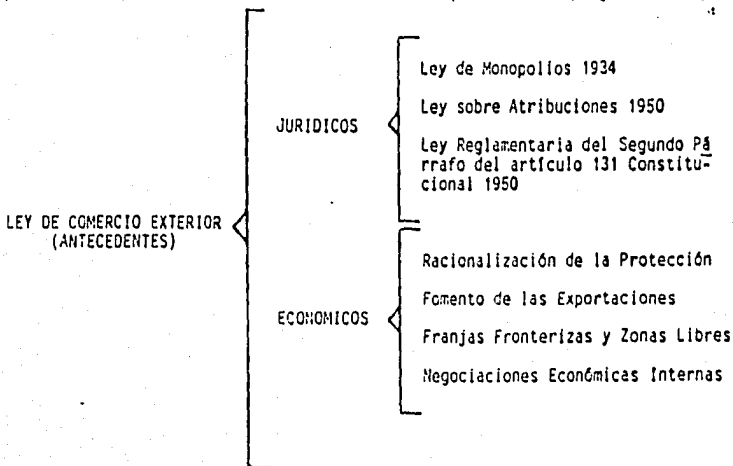 JURIDICOS
Ley de Monopolios 1934
Ley sobre Atribuciones 1950
Ley Reglamentaria del Segundo Pá
rrafo del artículo 131 Constitu-
cional 1950
LEY DE COMERCIO EXTERIOR
(ANTECEDENTES)
ECONOMICOS
Racionalización de la Protección
Fomento de las Exportaciones
Franjas Fronterizas y Zonas Libres
Negociaciones Económicas Internas